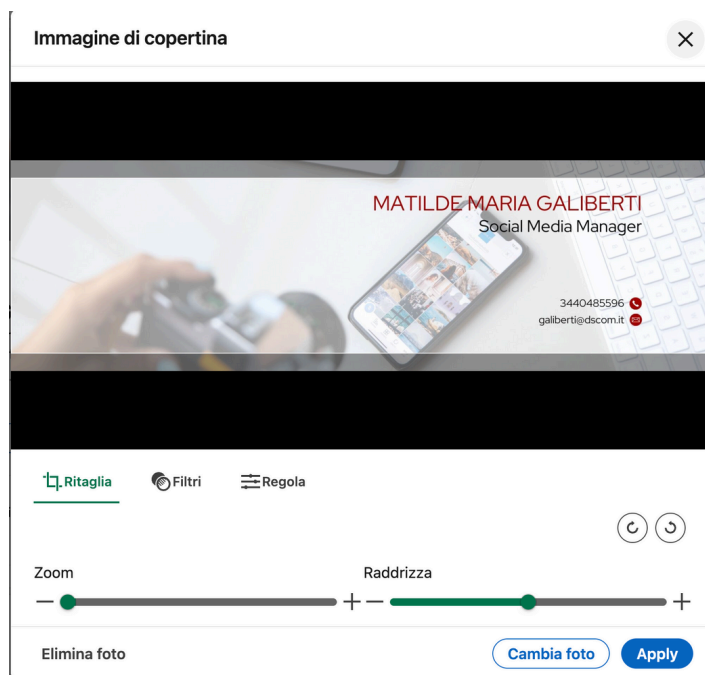 Immagine di copertina
MATILDE MARIA GALIBERTI
Social Media Manager
3440485596
galiberti@dscom.it
Ritaglia Filtri Regola
Zoom Raddrizza
Elimina foto Cambia foto Apply